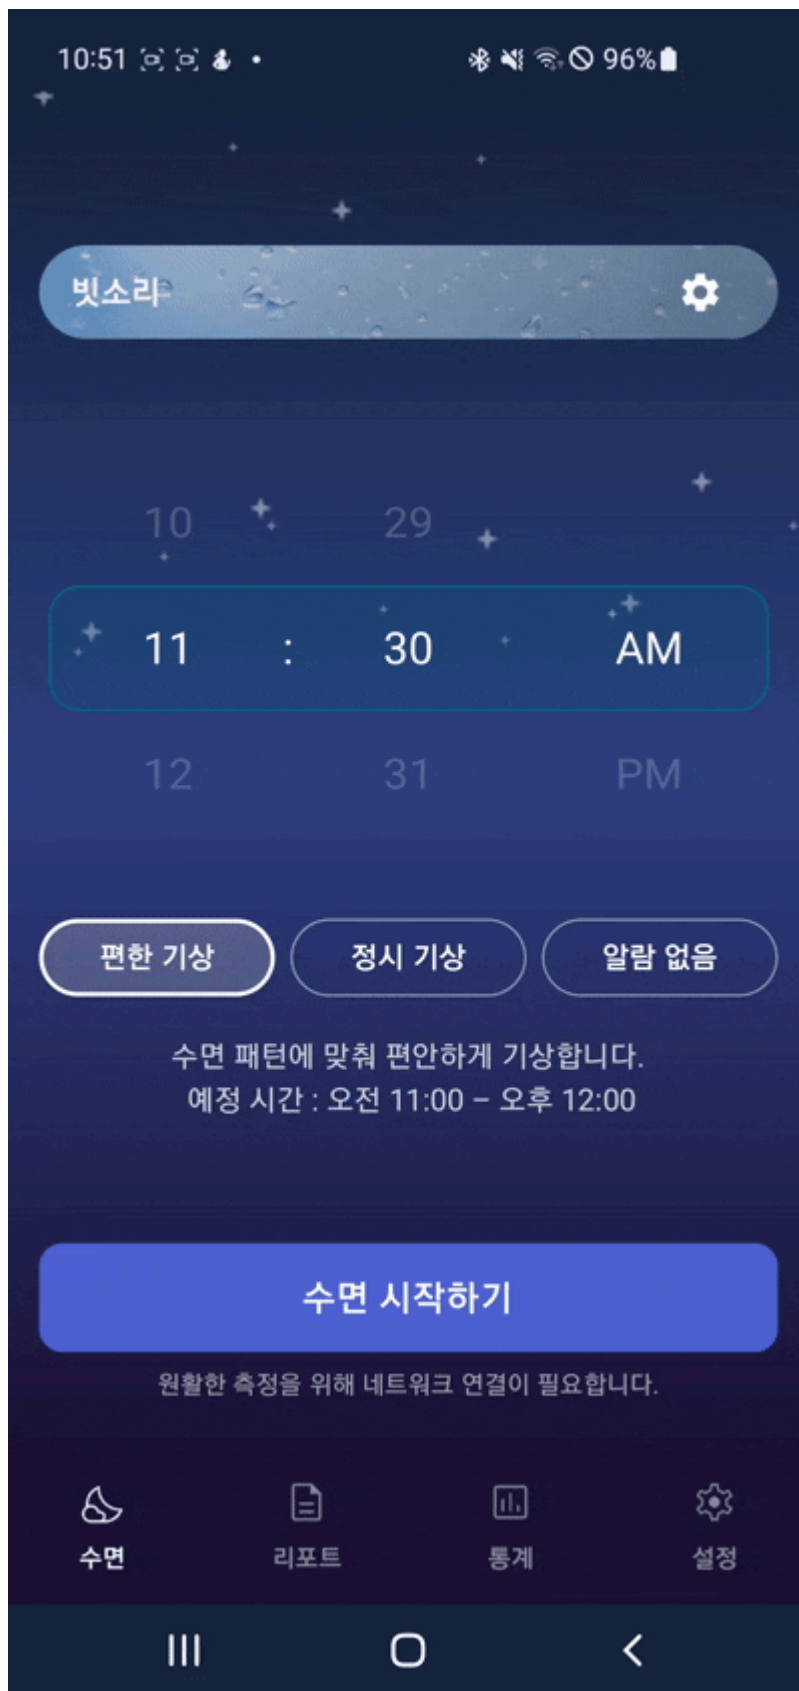 10:51 96%
빗소리
10 29
11 : 30 AM
12 31 PM
편한 기상 정시 기상 알람 없음
수면 패턴에 맞춰 편안하게 기상합니다.
예정 시간 : 오전 11:00 – 오후 12:00
수면 시작하기
원활한 측정을 위해 네트워크 연결이 필요합니다.
수면 리포트 통계 설정